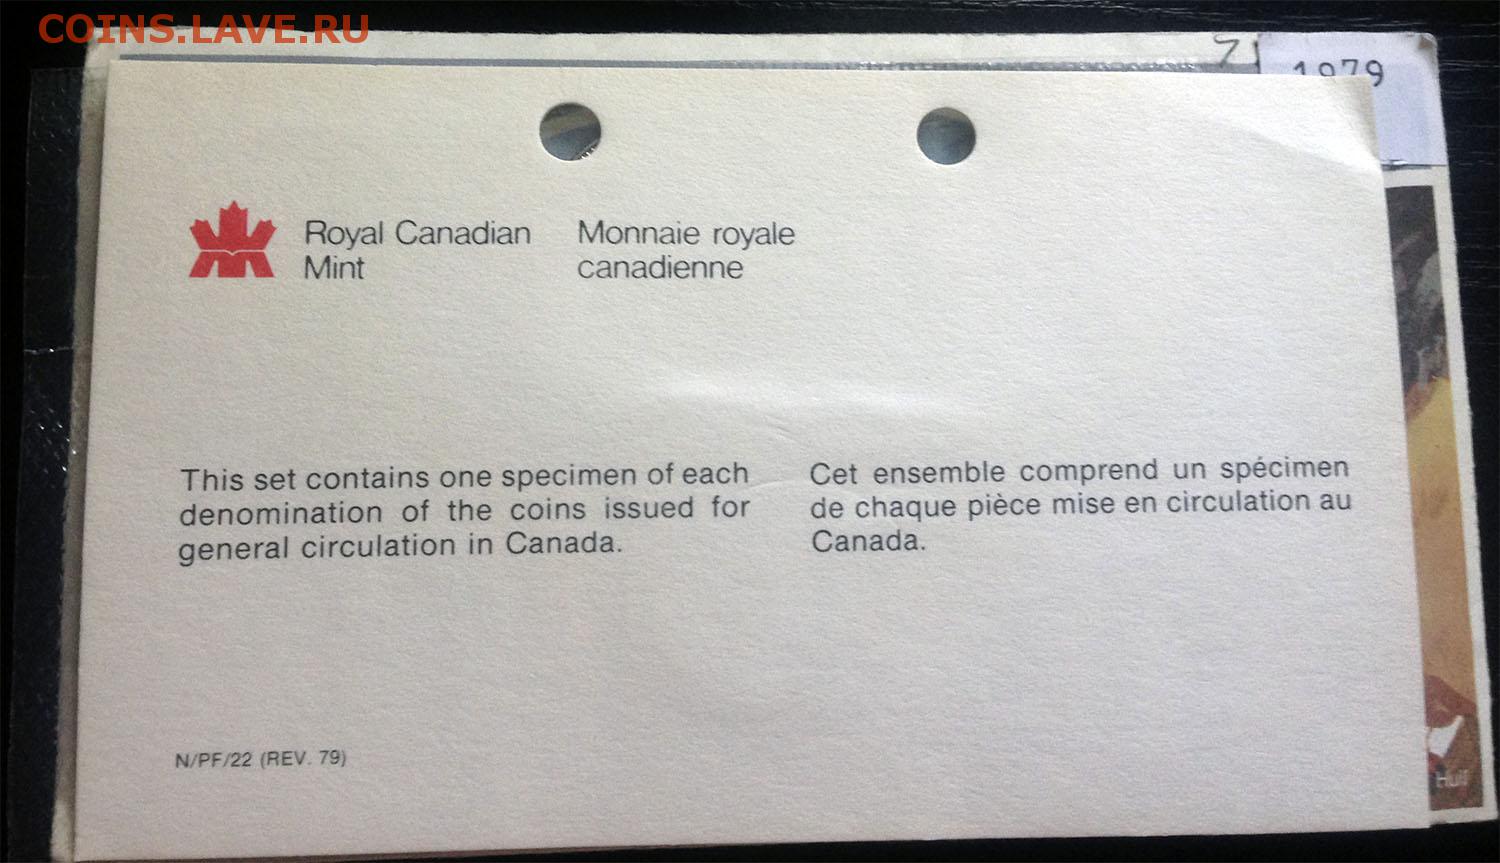 COINS.LAVE.RU
1979
Royal Canadian
Mint
Monnaie royale
canadienne
This set contains one specimen of each
denomination of the coins issued for
general circulation in Canada.
Cet ensemble comprend un spécimen
de chaque pièce mise en circulation au
Canada.
N/PF/22 (REV. 79)
Hull